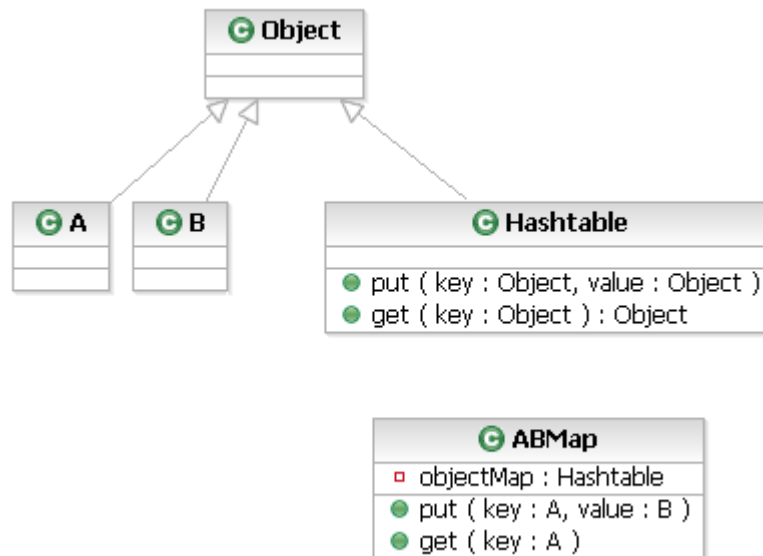 Object
A
B
Hashtable
put ( key : Object, value : Object )
get ( key : Object ) : Object
ABMap
objectMap : Hashtable
put ( key : A, value : B )
get ( key : A )